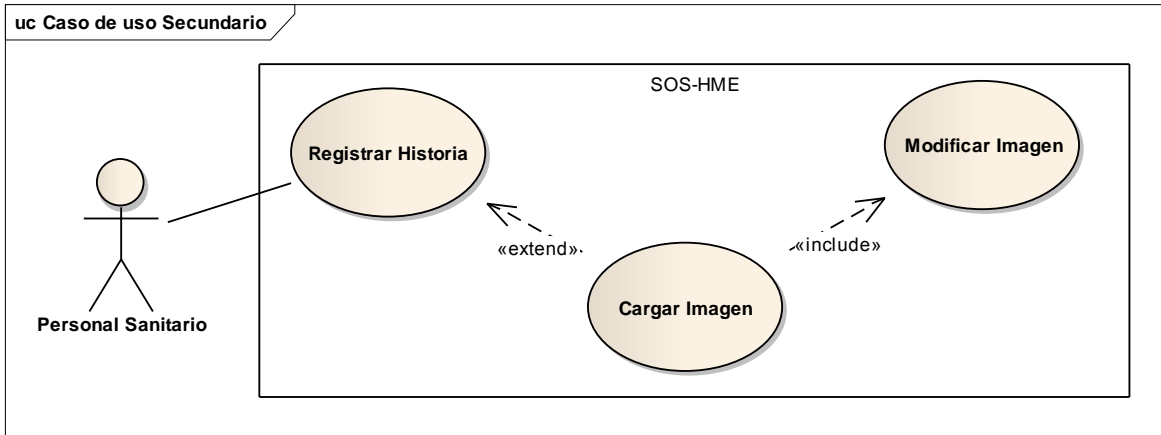 uc Caso de uso Secundario
SOS-HME
Registrar Historia
Modificar Imagen
«extend»
«include»
Cargar Imagen
Personal Sanitario